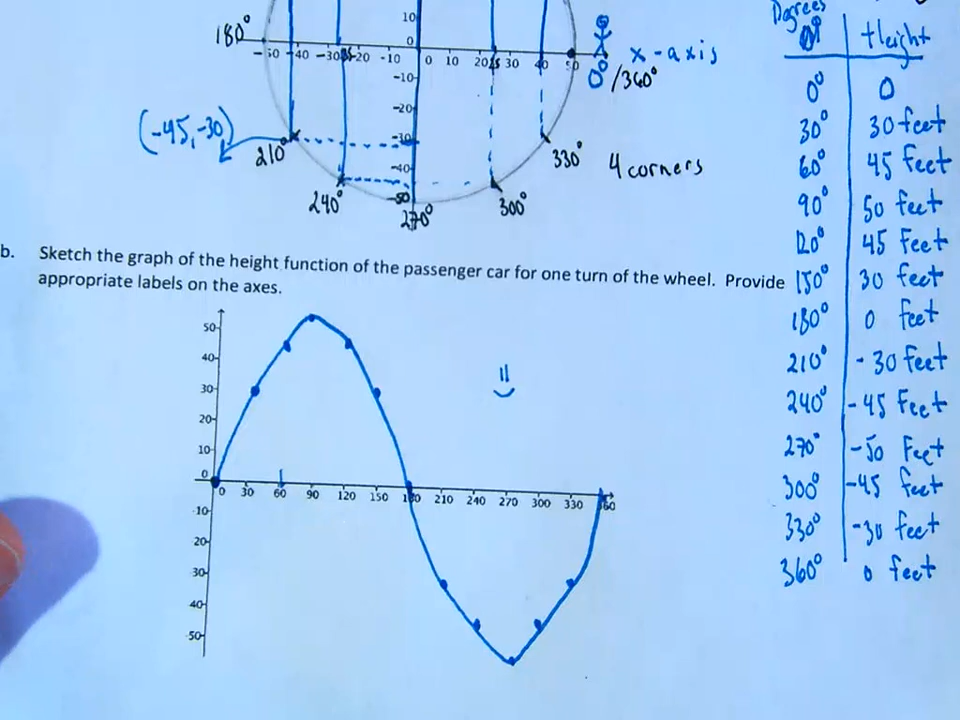 10
0
180°
-50 -40 -30 -20 -10 0 10 20 25 30 40 50
x-axis
0°/360°
-10
-20
-30
-40
-50
(-45,-30)
210°
240°
270°
300°
330°
4 corners
b. Sketch the graph of the height function of the passenger car for one turn of the wheel. Provide
appropriate labels on the axes.
50
40
30
20
10
0
0 30 60 90 120 150 180 210 240 270 300 330 360
-10
20
30
40
-50
Degrees Height
0° 0
30° 30 feet
60° 45 feet
90° 50 feet
120° 45 Feet
150° 30 feet
180° 0 feet
210° -30 feet
240° -45 Feet
270° -50 Feet
300° -45 feet
330° -30 feet
360° 0 feet